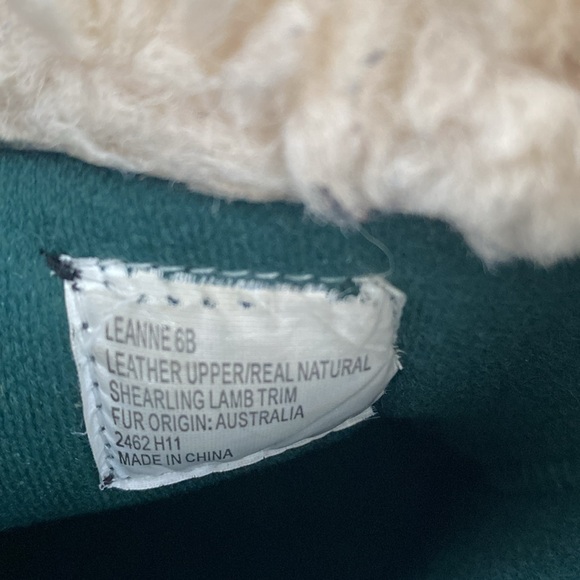 LEANNE 6B
LEATHER UPPER/REAL NATURAL
SHEARLING LAMB TRIM
FUR ORIGIN: AUSTRALIA
2462 H11
MADE IN CHINA